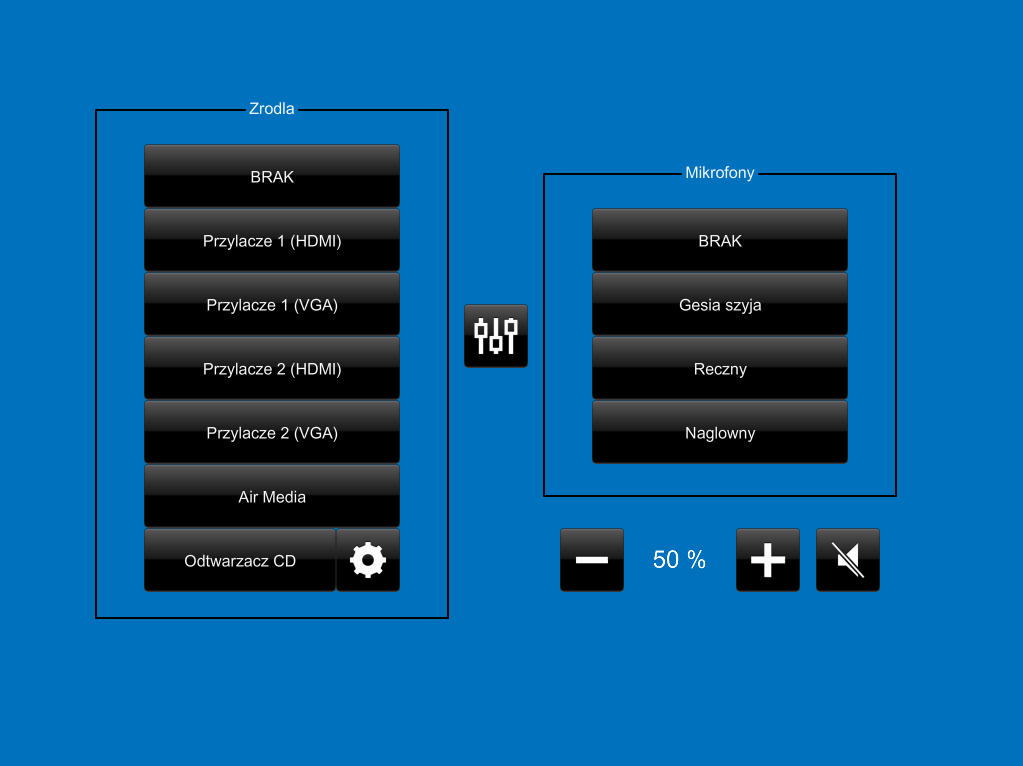 Zrodla
BRAK
Przylacze 1 (HDMI)
Przylacze 1 (VGA)
Przylacze 2 (HDMI)
Przylacze 2 (VGA)
Air Media
Odtwarzacz CD
Mikrofony
BRAK
Gesia szyja
Reczny
Naglowny
50 %